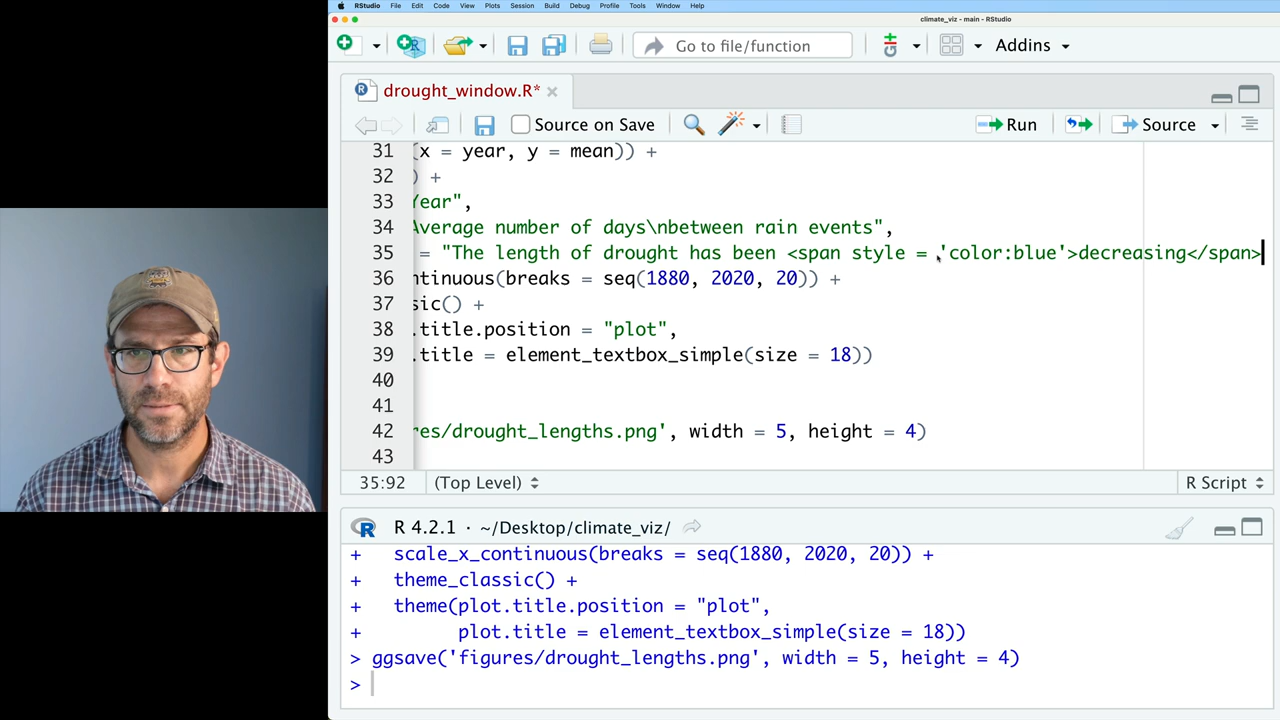 RStudio File Edit Code View Plots Session Build Debug Profile Tools Window Help
climate_viz - main - RStudio
Go to file/function Addins
drought_window.R*
Source on Save Run Source
31 (x = year, y = mean)) +
32 ) +
33 Year",
34 Average number of days\nbetween rain events",
35 = "The length of drought has been <span style = 'color:blue'>decreasing</span>
36 ntinuous(breaks = seq(1880, 2020, 20)) +
37 sic() +
38 .title.position = "plot",
39 .title = element_textbox_simple(size = 18))
40
41
42 res/drought_lengths.png', width = 5, height = 4)
43
35:92 (Top Level) R Script
R 4.2.1 · ~/Desktop/climate_viz/
+ scale_x_continuous(breaks = seq(1880, 2020, 20)) +
+ theme_classic() +
+ theme(plot.title.position = "plot",
+ plot.title = element_textbox_simple(size = 18))
> ggsave('figures/drought_lengths.png', width = 5, height = 4)
>